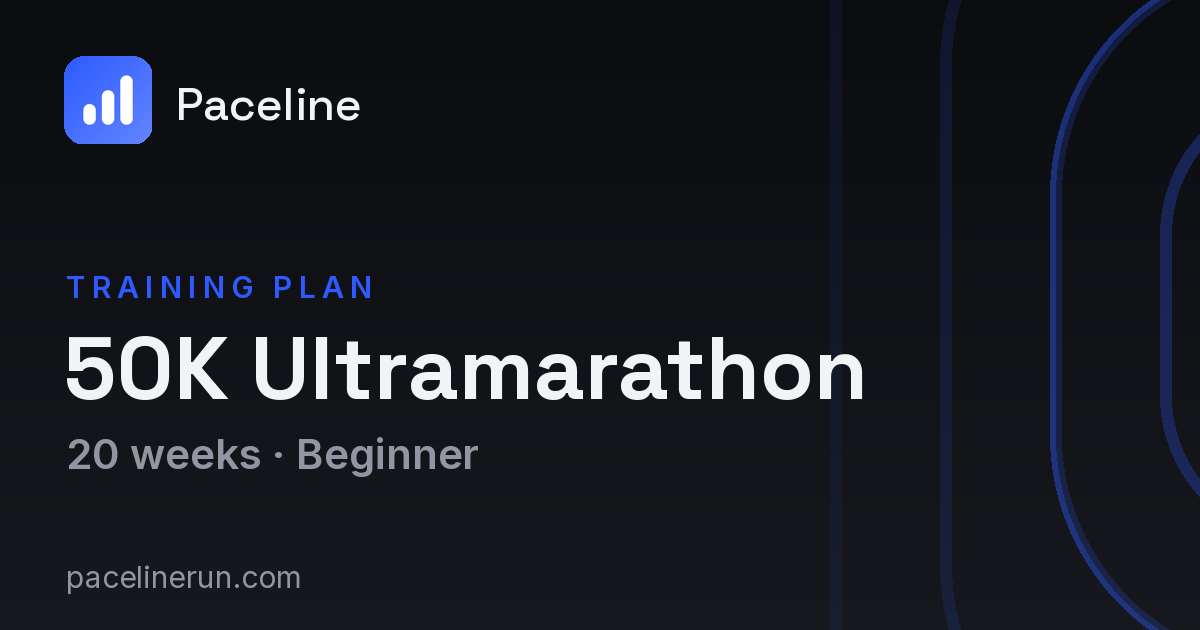 Paceline
TRAINING PLAN
50K Ultramarathon
20 weeks · Beginner
pacelinerun.com